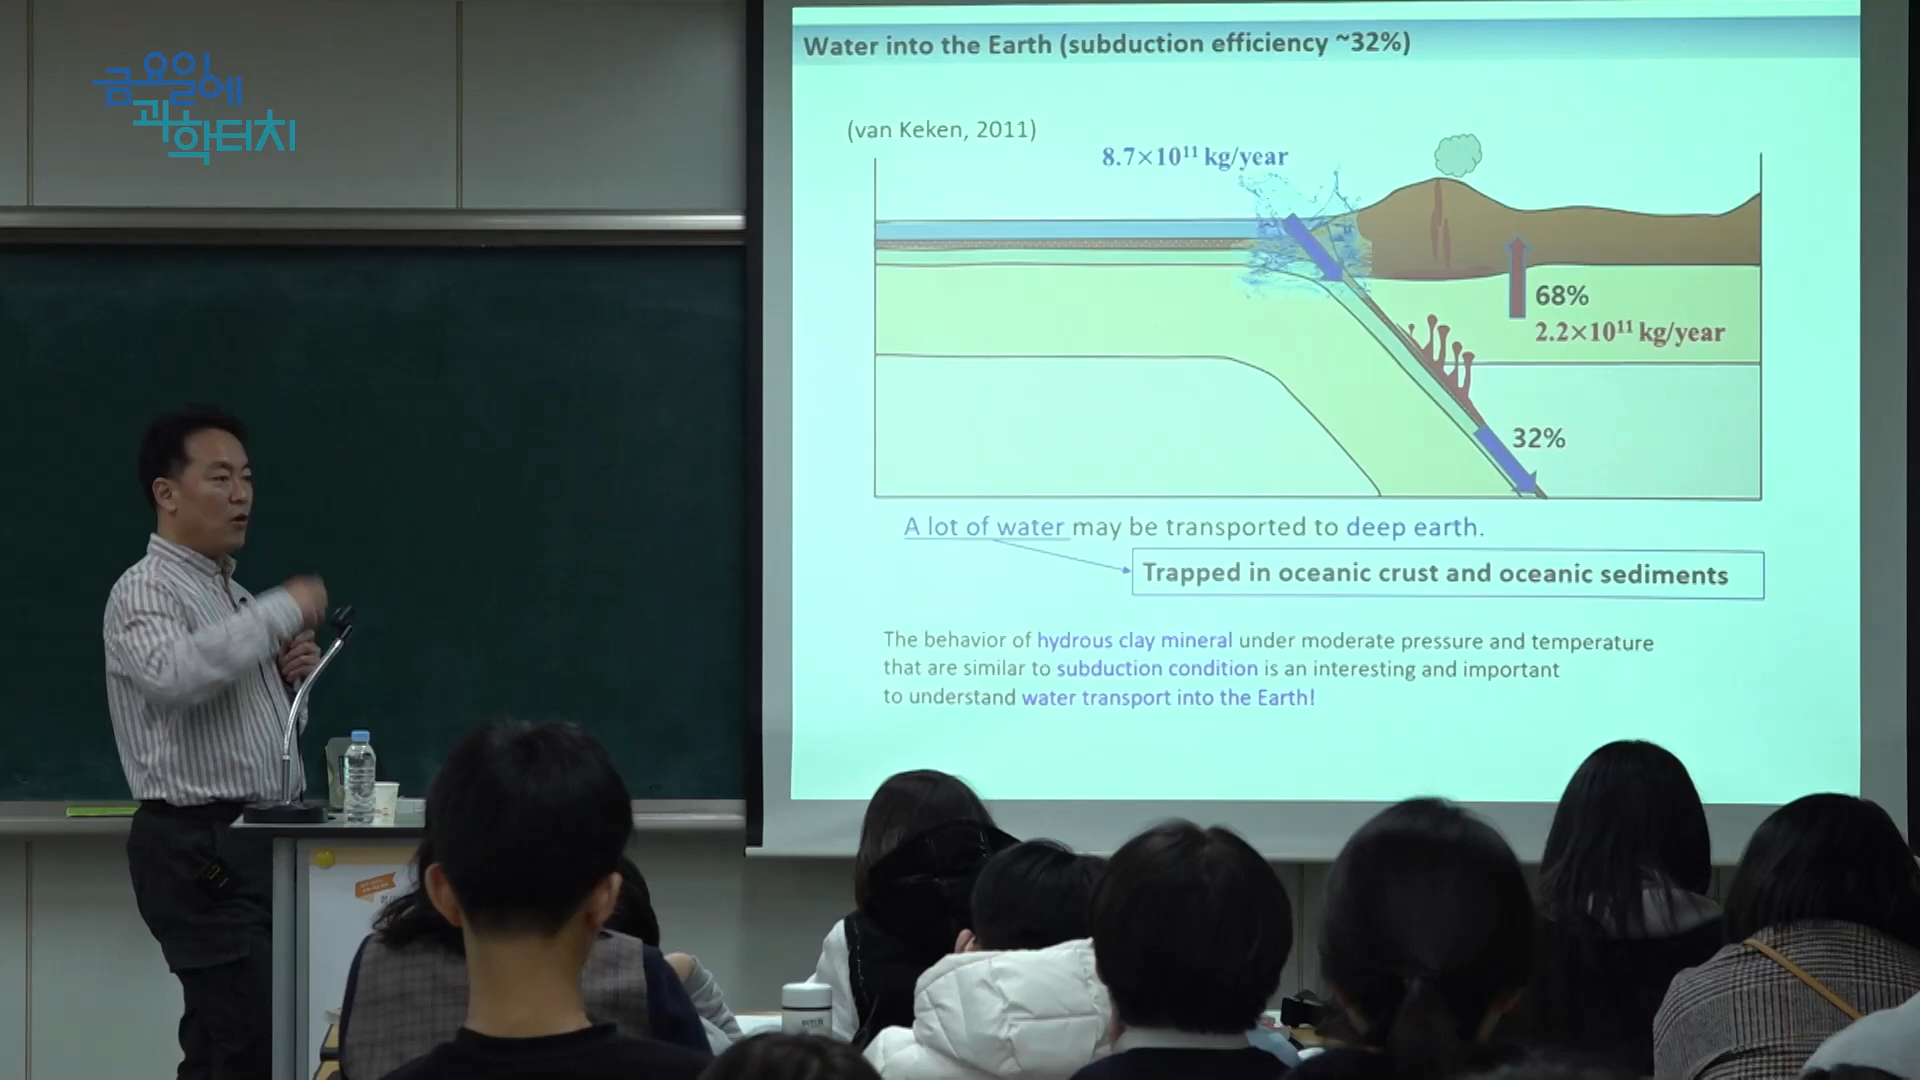 금요일에
과학터치
Water into the Earth (subduction efficiency ~32%)
(van Keken, 2011)
8.7×10¹¹ kg/year
68%
2.2×10¹¹ kg/year
32%
A lot of water may be transported to deep earth.
Trapped in oceanic crust and oceanic sediments
The behavior of hydrous clay mineral under moderate pressure and temperature
that are similar to subduction condition is an interesting and important
to understand water transport into the Earth!